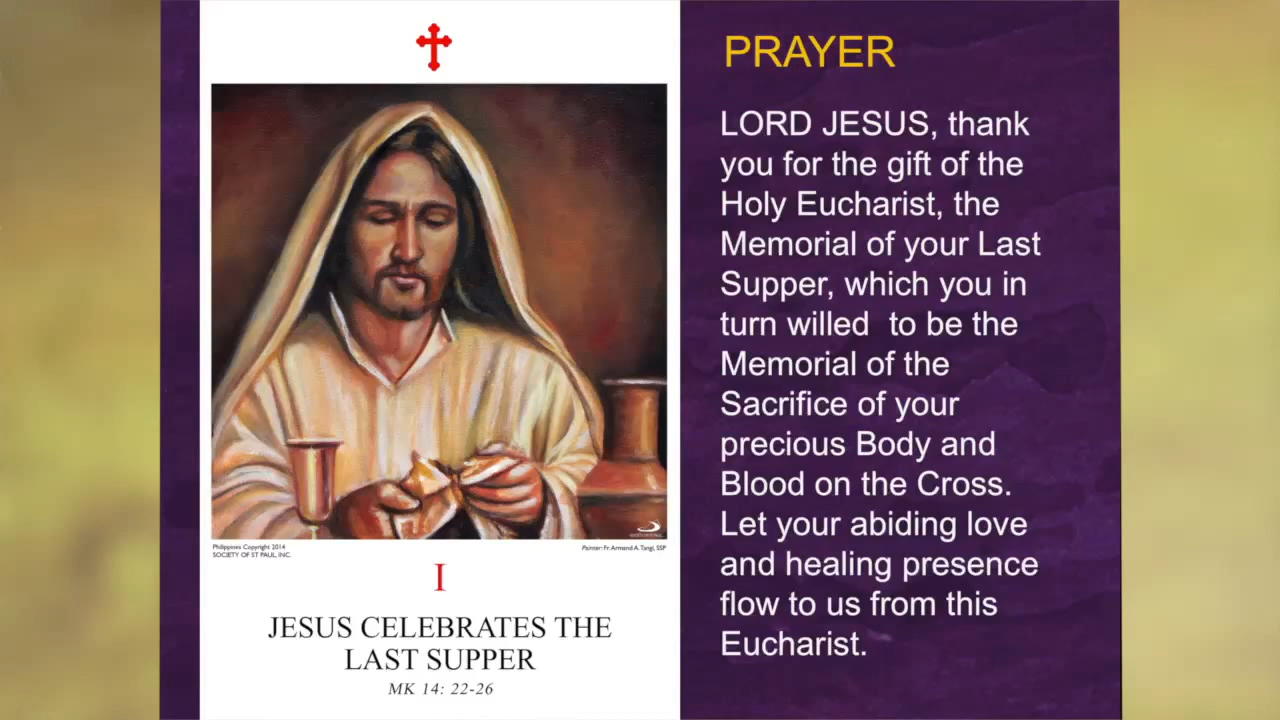 PRAYER
LORD JESUS, thank
you for the gift of the
Holy Eucharist, the
Memorial of your Last
Supper, which you in
turn willed  to be the
Memorial of the
Sacrifice of your
precious Body and
Blood on the Cross.
Let your abiding love
and healing presence
flow to us from this
Eucharist.
Philippines Copyright 2014
SOCIETY OF ST PAUL, INC.
Painter: Fr. Armand A. Tangi, SSP
I
JESUS CELEBRATES THE
LAST SUPPER
MK 14: 22-26